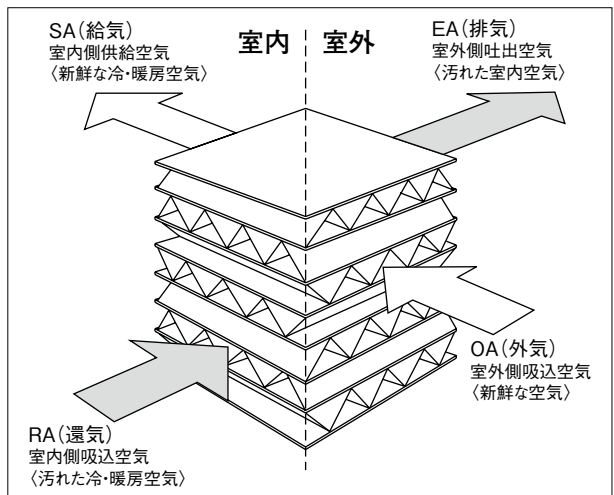 SA(給気)
室内側供給空気
〈新鮮な冷・暖房空気〉
室内
室外
EA(排気)
室外側吐出空気
〈汚れた室内空気〉
OA(外気)
室外側吸込空気
〈新鮮な空気〉
RA(還気)
室内側吸込空気
〈汚れた冷・暖房空気〉